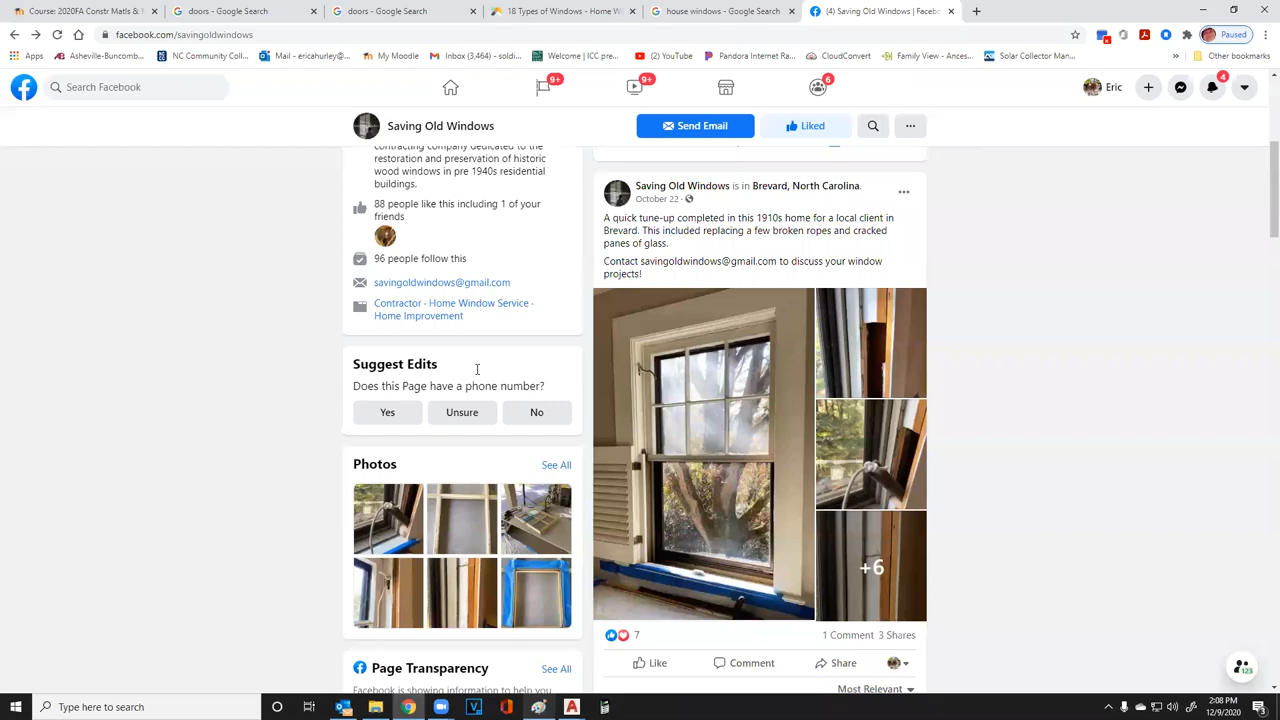 Course: 2020FA Constr Matls & M
doors - Google Search
doors - Google Search
18 Types of Windows - Home W
house windows - Google Search
(4) Saving Old Windows | Facebo
facebook.com/savingoldwindows
Paused
Apps
Asheville-Buncomb...
NC Community Coll...
Mail - ericahurley@...
My Moodle
Inbox (3,464) - soldi...
Welcome | ICC pre...
(2) YouTube
Pandora Internet Ra...
CloudConvert
Family View - Ances...
Solar Collector Man...
»
Other bookmarks
Search Facebook
9+
9+
6
Eric
4
Saving Old Windows
Send Email
Liked
contracting company dedicated to the
restoration and preservation of historic
wood windows in pre 1940s residential
buildings.
88 people like this including 1 of your
friends
96 people follow this
savingoldwindows@gmail.com
Contractor · Home Window Service ·
Home Improvement
Suggest Edits
Does this Page have a phone number?
Yes
Unsure
No
Photos
See All
Page Transparency
See All
Facebook is showing information to help you
Saving Old Windows is in Brevard, North Carolina.
October 22 ·
A quick tune-up completed in this 1910s home for a local client in
Brevard. This included replacing a few broken ropes and cracked
panes of glass.
Contact savingoldwindows@gmail.com to discuss your window
projects!
+6
7
1 Comment 3 Shares
Like
Comment
Share
Most Relevant
123
Type here to search
2:08 PM
12/9/2020